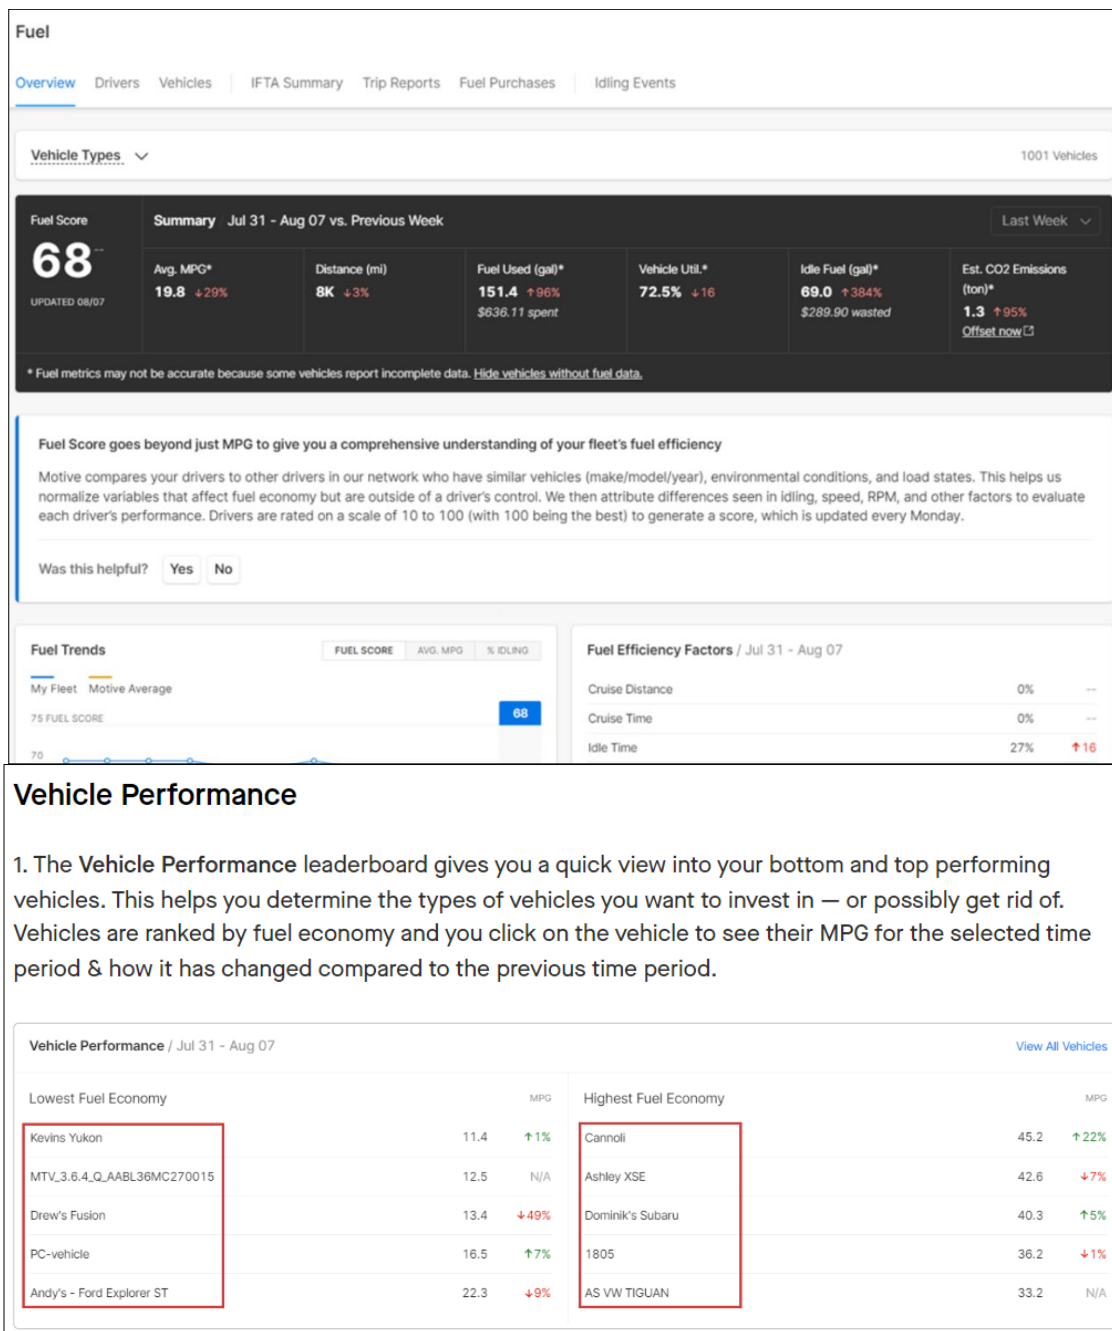 Fuel
Overview Drivers Vehicles IFTA Summary Trip Reports Fuel Purchases Idling Events
Vehicle Types
1001 Vehicles
Fuel Score
68 --
UPDATED 08/07
Summary Jul 31 - Aug 07 vs. Previous Week
Last Week
Avg. MPG*
19.8 ↓29%
Distance (mi)
8K ↓3%
Fuel Used (gal)*
151.4 ↑96%
$636.11 spent
Vehicle Util.*
72.5% ↓16
Idle Fuel (gal)*
69.0 ↑384%
$289.90 wasted
Est. CO2 Emissions
(ton)*
1.3 ↑95%
Offset now
* Fuel metrics may not be accurate because some vehicles report incomplete data. Hide vehicles without fuel data.
Fuel Score goes beyond just MPG to give you a comprehensive understanding of your fleet's fuel efficiency
Motive compares your drivers to other drivers in our network who have similar vehicles (make/model/year), environmental conditions, and load states. This helps us
normalize variables that affect fuel economy but are outside of a driver's control. We then attribute differences seen in idling, speed, RPM, and other factors to evaluate
each driver's performance. Drivers are rated on a scale of 10 to 100 (with 100 being the best) to generate a score, which is updated every Monday.
Was this helpful? Yes No
Fuel Trends
FUEL SCORE AVG. MPG % IDLING
My Fleet Motive Average
75 FUEL SCORE
68
70
Fuel Efficiency Factors / Jul 31 - Aug 07
Cruise Distance 0% --
Cruise Time 0% --
Idle Time 27% ↑16
Vehicle Performance
1. The Vehicle Performance leaderboard gives you a quick view into your bottom and top performing
vehicles. This helps you determine the types of vehicles you want to invest in — or possibly get rid of.
Vehicles are ranked by fuel economy and you click on the vehicle to see their MPG for the selected time
period & how it has changed compared to the previous time period.
Vehicle Performance / Jul 31 - Aug 07
View All Vehicles
Lowest Fuel Economy MPG
Kevins Yukon 11.4 ↑1%
MTV_3.6.4_Q_AABL36MC270015 12.5 N/A
Drew's Fusion 13.4 ↓49%
PC-vehicle 16.5 ↑7%
Andy's - Ford Explorer ST 22.3 ↓9%
Highest Fuel Economy MPG
Cannoli 45.2 ↑22%
Ashley XSE 42.6 ↓7%
Dominik's Subaru 40.3 ↑5%
1805 36.2 ↓1%
AS VW TIGUAN 33.2 N/A